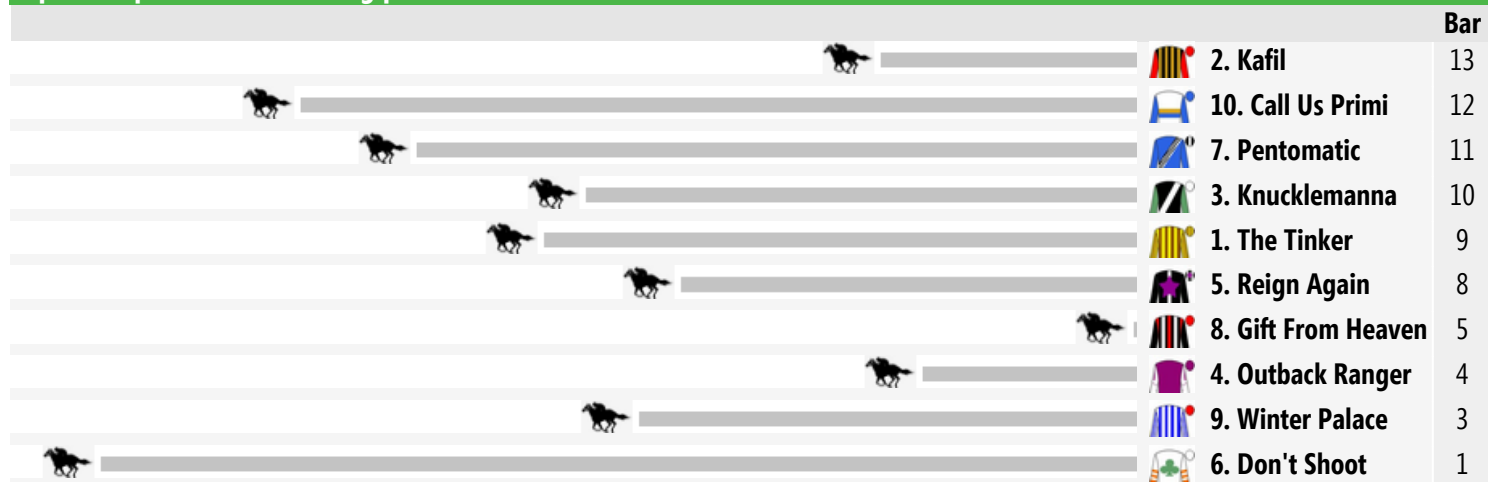 Bar
2. Kafil 13
10. Call Us Primi 12
7. Pentomatic 11
3. Knucklemanna 10
1. The Tinker 9
5. Reign Again 8
8. Gift From Heaven 5
4. Outback Ranger 4
9. Winter Palace 3
6. Don't Shoot 1